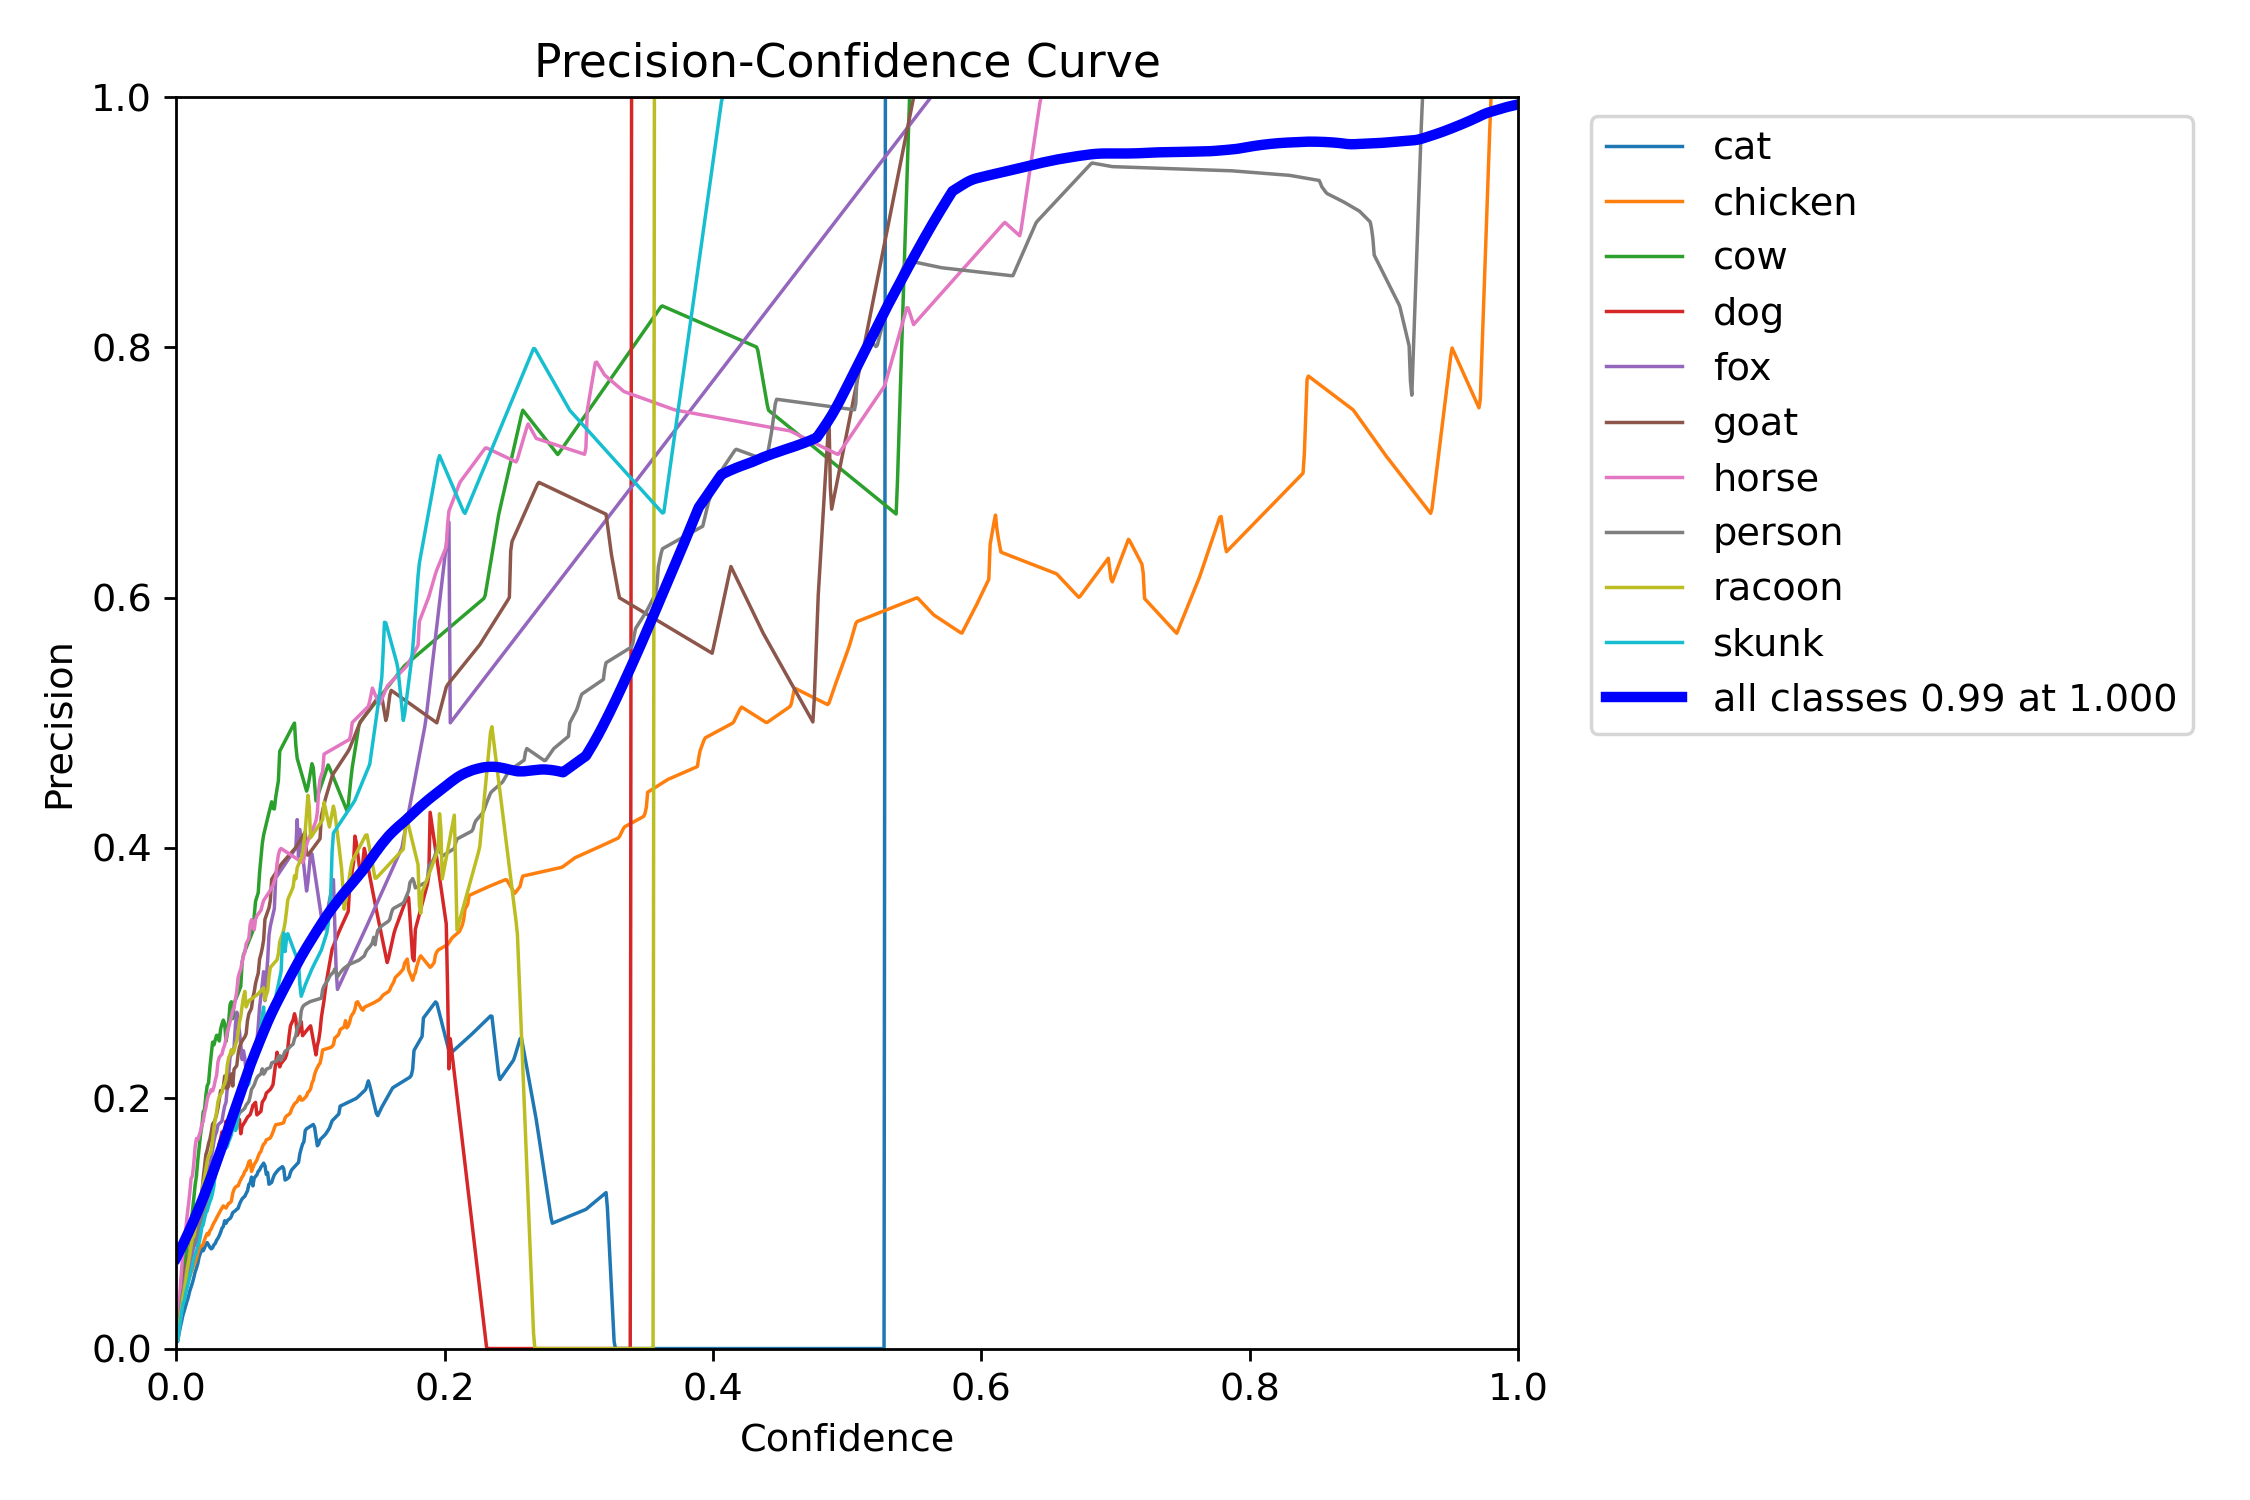 Precision-Confidence Curve
1.0
0.8
0.6
0.4
0.2
0.0
Precision
0.0 0.2 0.4 0.6 0.8 1.0
Confidence
cat
chicken
cow
dog
fox
goat
horse
person
racoon
skunk
all classes 0.99 at 1.000